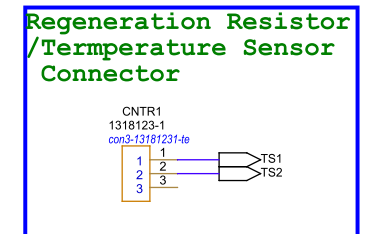 Regeneration Resistor
/Termperature Sensor
Connector
CNTR1
1318123-1
con3-13181231-te
1 1 TS1
2 2 TS2
3 3